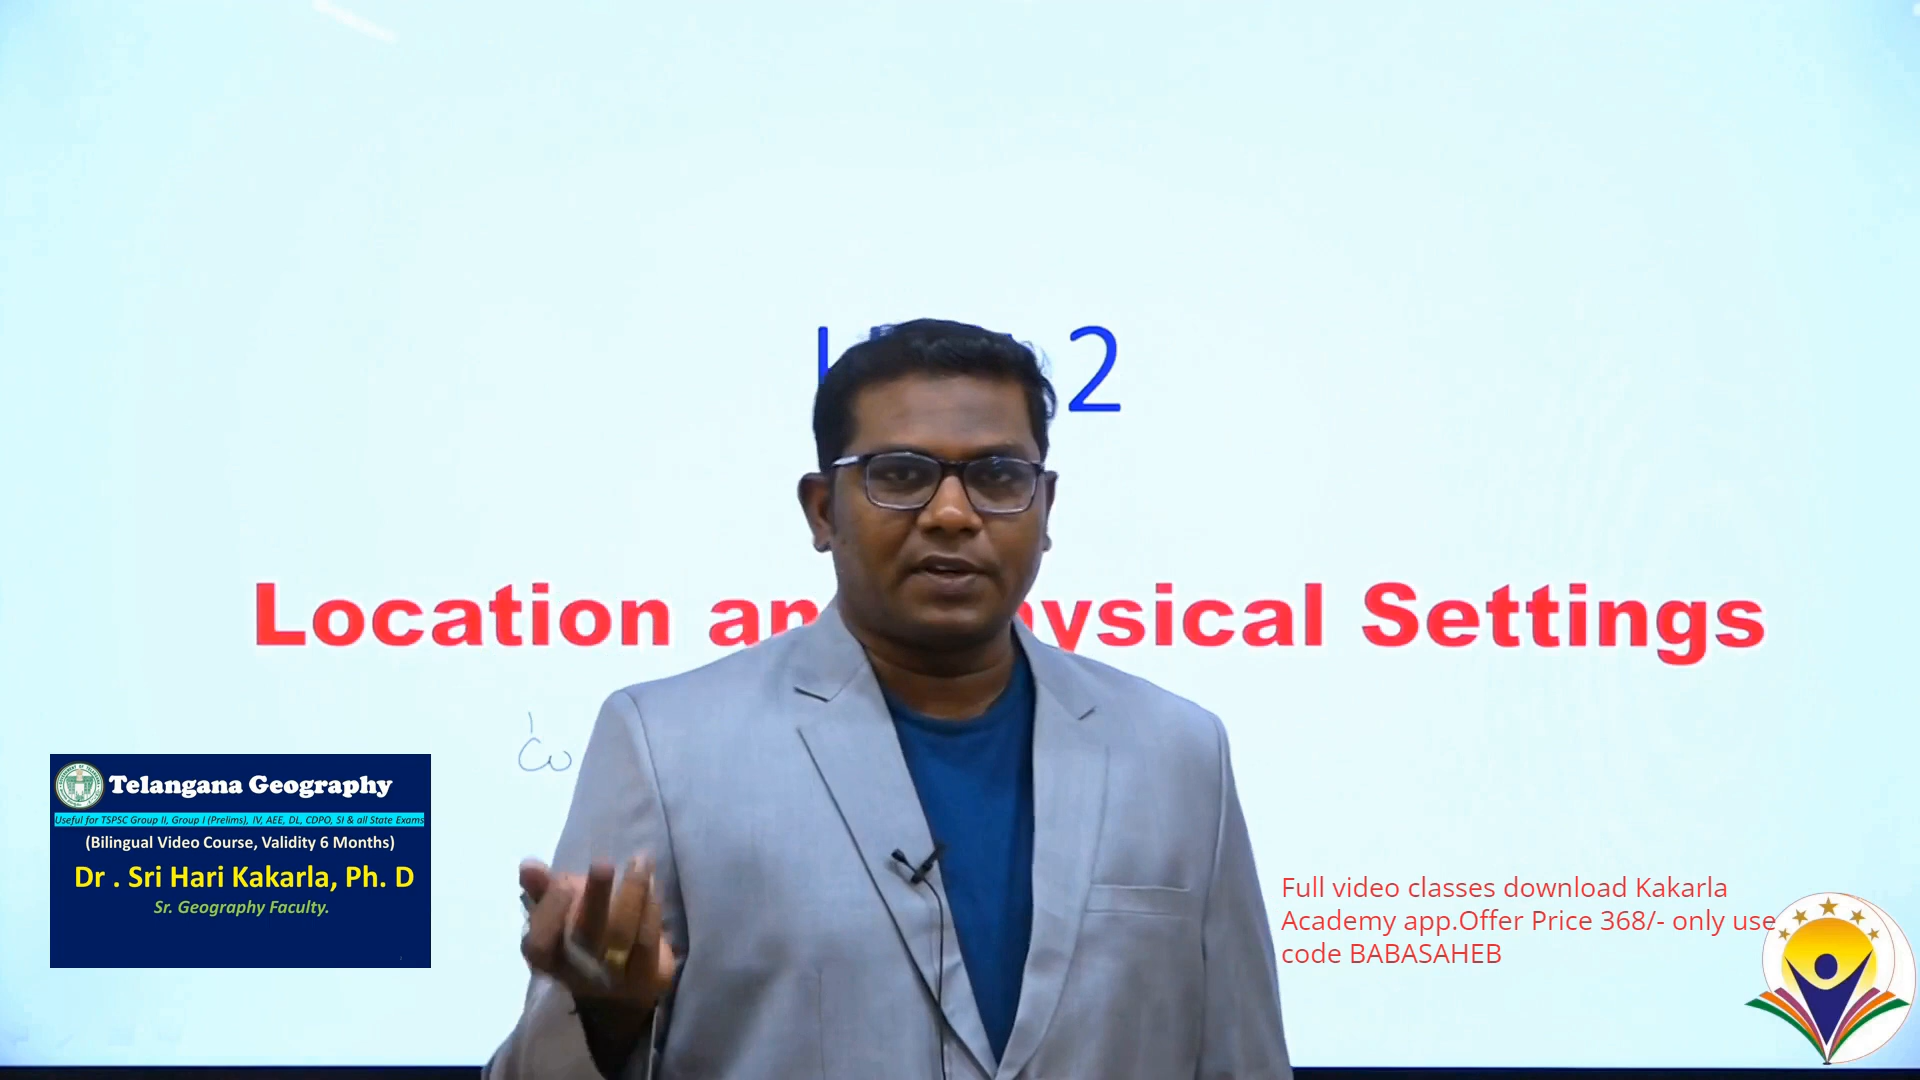 2
Location an hysical Settings
Telangana Geography
Useful for TSPSC Group II, Group I (Prelims), IV, AEE, DL, CDPO, SI & all State Exams
(Bilingual Video Course, Validity 6 Months)
Dr . Sri Hari Kakarla, Ph. D
Sr. Geography Faculty.
Full video classes download Kakarla
Academy app.Offer Price 368/- only use
code BABASAHEB